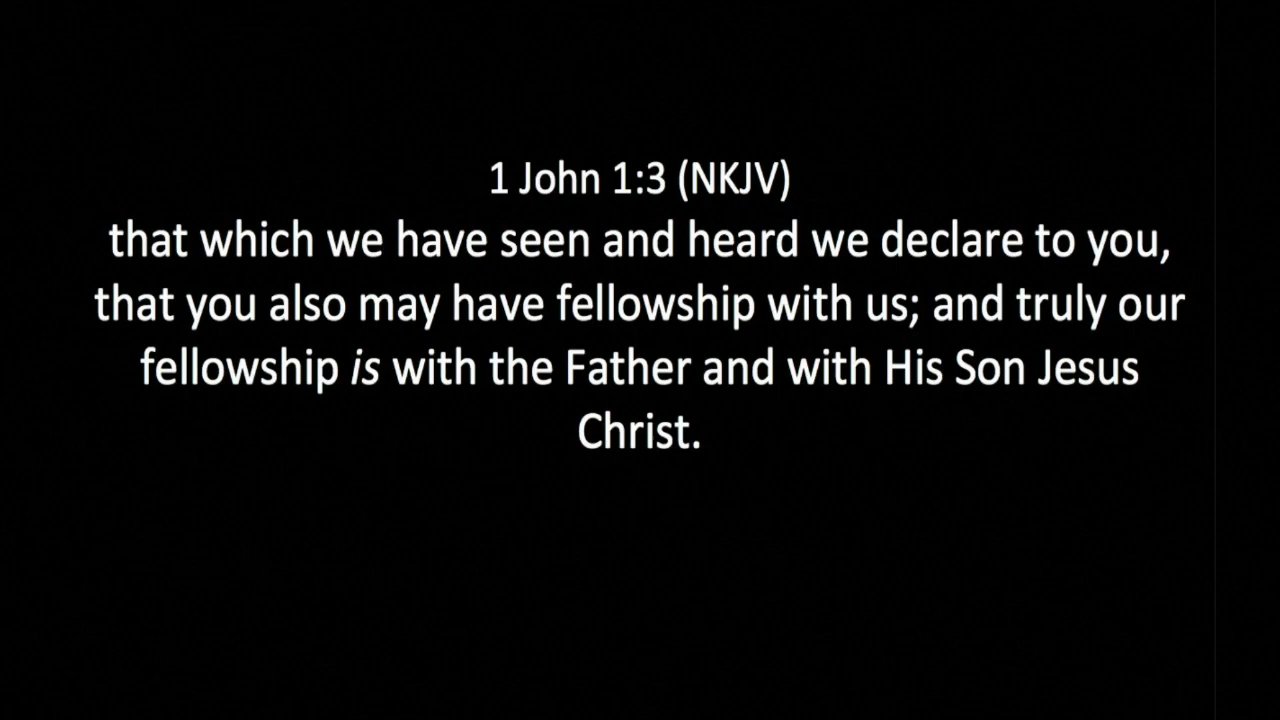 1 John 1:3 (NKJV)
that which we have seen and heard we declare to you,
that you also may have fellowship with us; and truly our
fellowship is with the Father and with His Son Jesus
Christ.